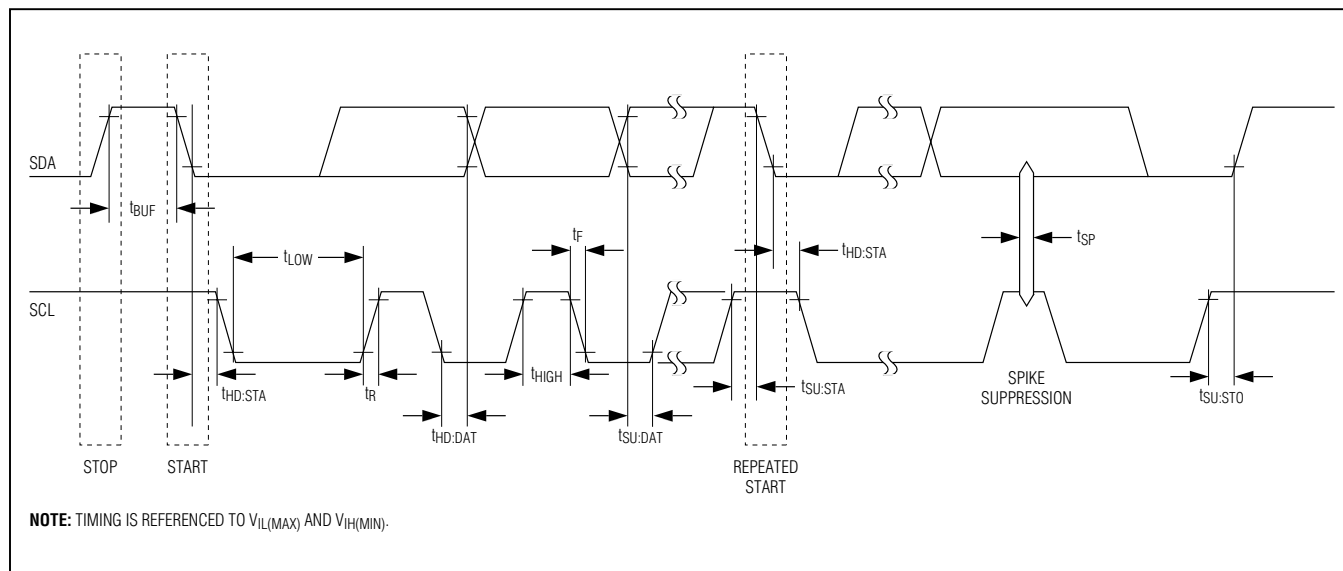 SDA
tBUF
tLOW
tF
tHD:STA
tSP
SCL
tHD:STA
tR
tHD:DAT
tHIGH
tSU:DAT
tSU:STA
SPIKE
SUPPRESSION
tSU:STO
STOP
START
REPEATED
START
NOTE: TIMING IS REFERENCED TO VIL(MAX) AND VIH(MIN).